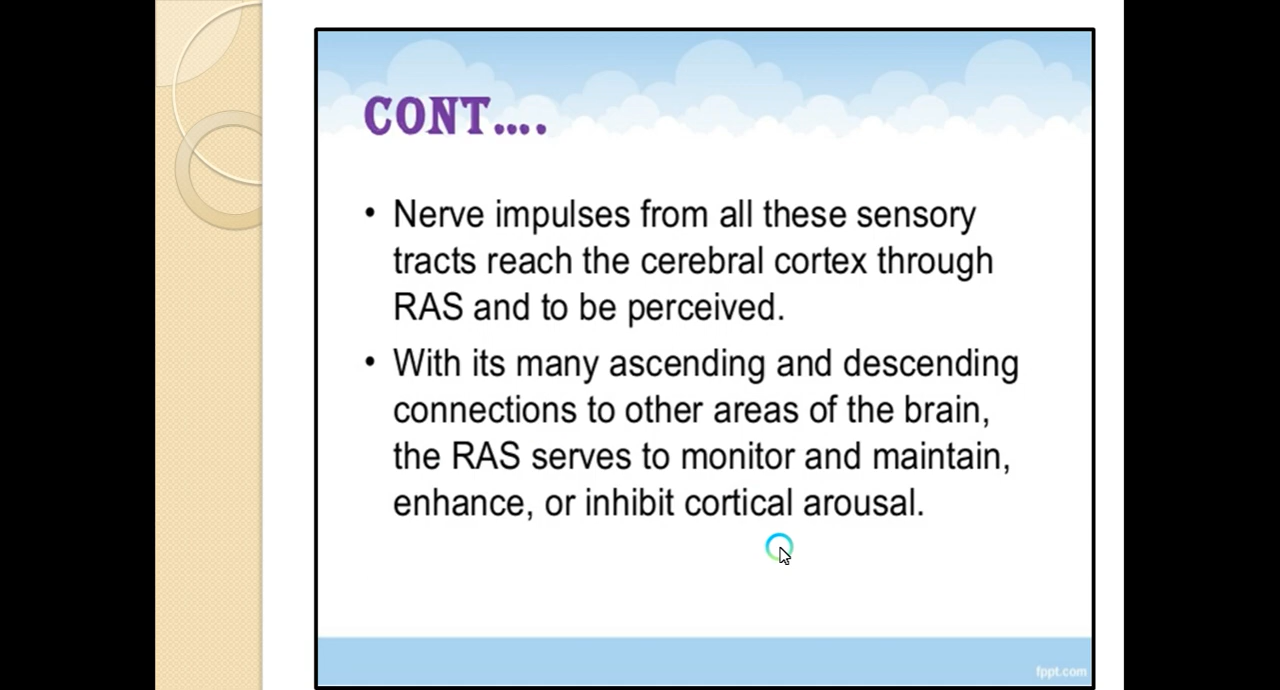 CONT....
• Nerve impulses from all these sensory
tracts reach the cerebral cortex through
RAS and to be perceived.
• With its many ascending and descending
connections to other areas of the brain,
the RAS serves to monitor and maintain,
enhance, or inhibit cortical arousal.
fppt.com